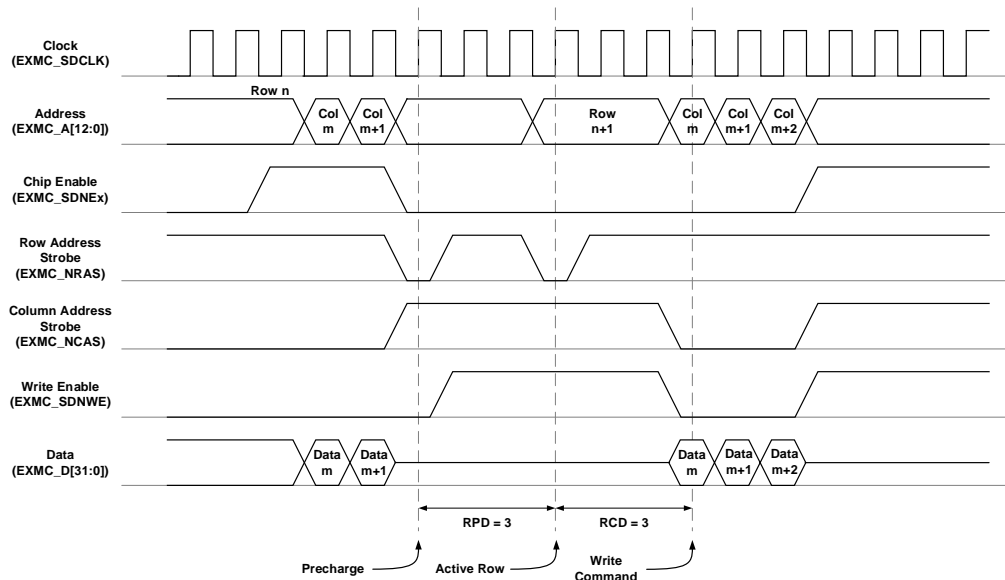 Clock
(EXMC_SDCLK)
Row n
Address
(EXMC_A[12:0])
Col
m
Col
m+1
Row
n+1
Col
m
Col
m+1
Col
m+2
Chip Enable
(EXMC_SDNEx)
Row Address
Strobe
(EXMC_NRAS)
Column Address
Strobe
(EXMC_NCAS)
Write Enable
(EXMC_SDNWE)
Data
(EXMC_D[31:0])
Data
m
Data
m+1
Data
m
Data
m+1
Data
m+2
RPD = 3
RCD = 3
Precharge
Active Row
Write
Command